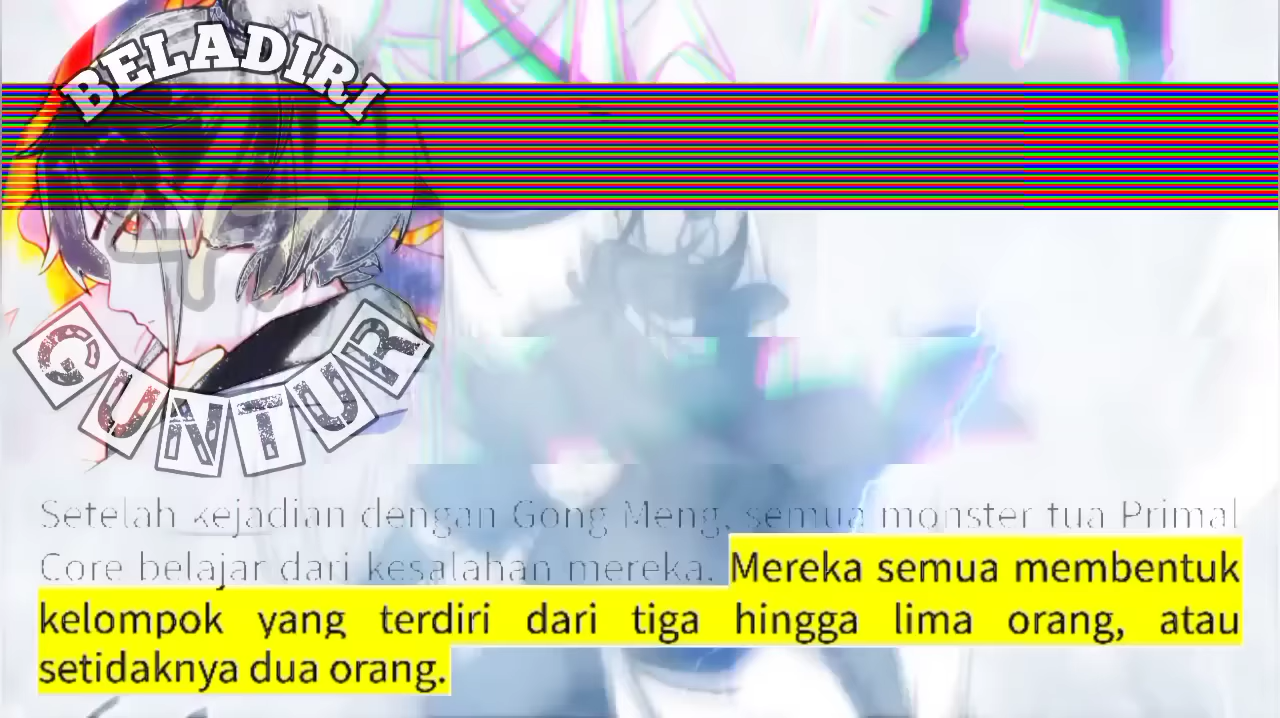 BELADIRI
GUNTUR
Setelah kejadian dengan Gong Meng, semua monster tua Primal
Core belajar dari kesalahan mereka. Mereka semua membentuk
kelompok yang terdiri dari tiga hingga lima orang, atau
setidaknya dua orang.